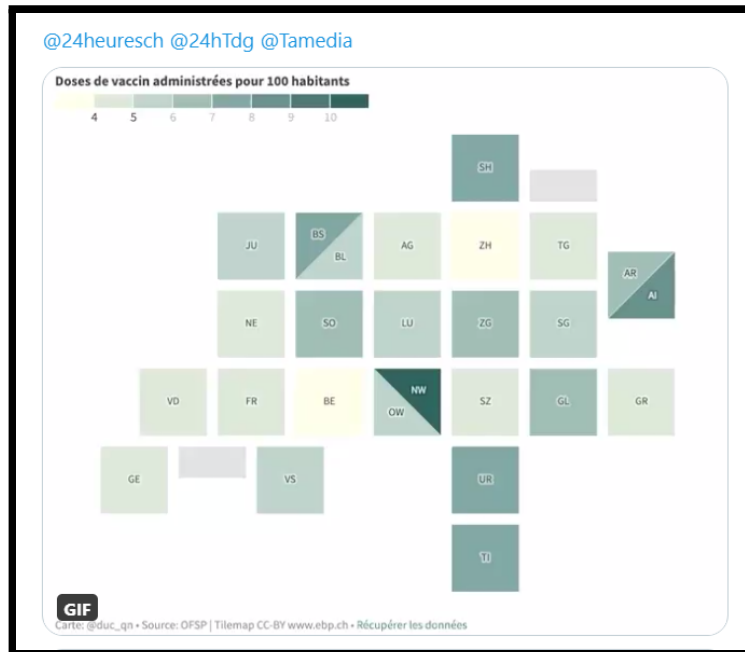 @24heuresch @24hTdg @Tamedia
Doses de vaccin administrées pour 100 habitants
4 5 6 7 8 9 10
SH
JU BS BL AG ZH TG
AR AI
NE SO LU ZG SG
VD FR BE NW OW SZ GL GR
GE VS UR
TI
GIF
Carte: @duc_qn • Source: OFSP | Tilemap CC-BY www.ebp.ch • Récupérer les données